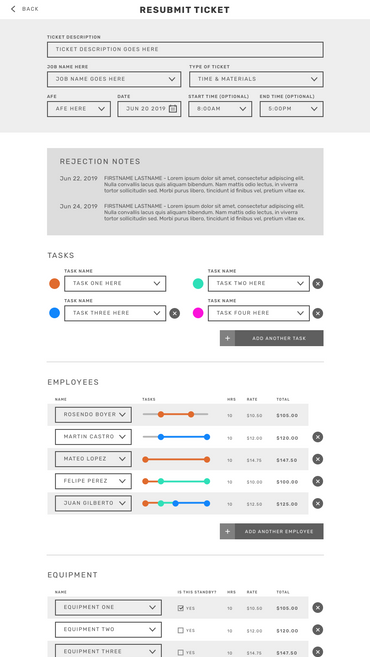 BACK
RESUBMIT TICKET
TICKET DESCRIPTION
TICKET DESCRIPTION GOES HERE
JOB NAME HERE TYPE OF TICKET
JOB NAME GOES HERE TIME & MATERIALS
AFE DATE START TIME (OPTIONAL) END TIME (OPTIONAL)
AFE HERE JUN 20 2019 8:00AM 5:00PM
REJECTION NOTES
Jun 22, 2019 FIRSTNAME LASTNAME - Lorem ipsum dolor sit amet, consectetur adipiscing elit.
Nulla convallis lacus quis aliquam bibendum. Nam mattis odio lectus, in viverra
tortor sollicitudin sed. Morbi purus libero, tincidunt id finibus vel, pretium vitae ex.
Jun 24, 2019 FIRSTNAME LASTNAME - Lorem ipsum dolor sit amet, consectetur adipiscing elit.
Nulla convallis lacus quis aliquam bibendum. Nam mattis odio lectus, in viverra
tortor sollicitudin sed. Morbi purus libero, tincidunt id finibus vel, pretium vitae ex.
TASKS
TASK NAME TASK NAME
TASK ONE HERE TASK TWO HERE
TASK NAME TASK NAME
TASK THREE HERE TASK FOUR HERE
+ ADD ANOTHER TASK
EMPLOYEES
NAME TASKS HRS RATE TOTAL
ROSENDO BOYER 10 $10.50 $105.00
MARTIN CASTRO 10 $12.00 $120.00
MATEO LOPEZ 10 $14.75 $147.50
FELIPE PEREZ 10 $10.00 $100.00
JUAN GILBERTO 10 $12.50 $125.00
+ ADD ANOTHER EMPLOYEE
EQUIPMENT
NAME IS THIS STANDBY? HRS RATE TOTAL
EQUIPMENT ONE YES 10 $10.50 $105.00
EQUIPMENT TWO YES 10 $12.00 $120.00
EQUIPMENT THREE YES 10 $14.75 $147.50